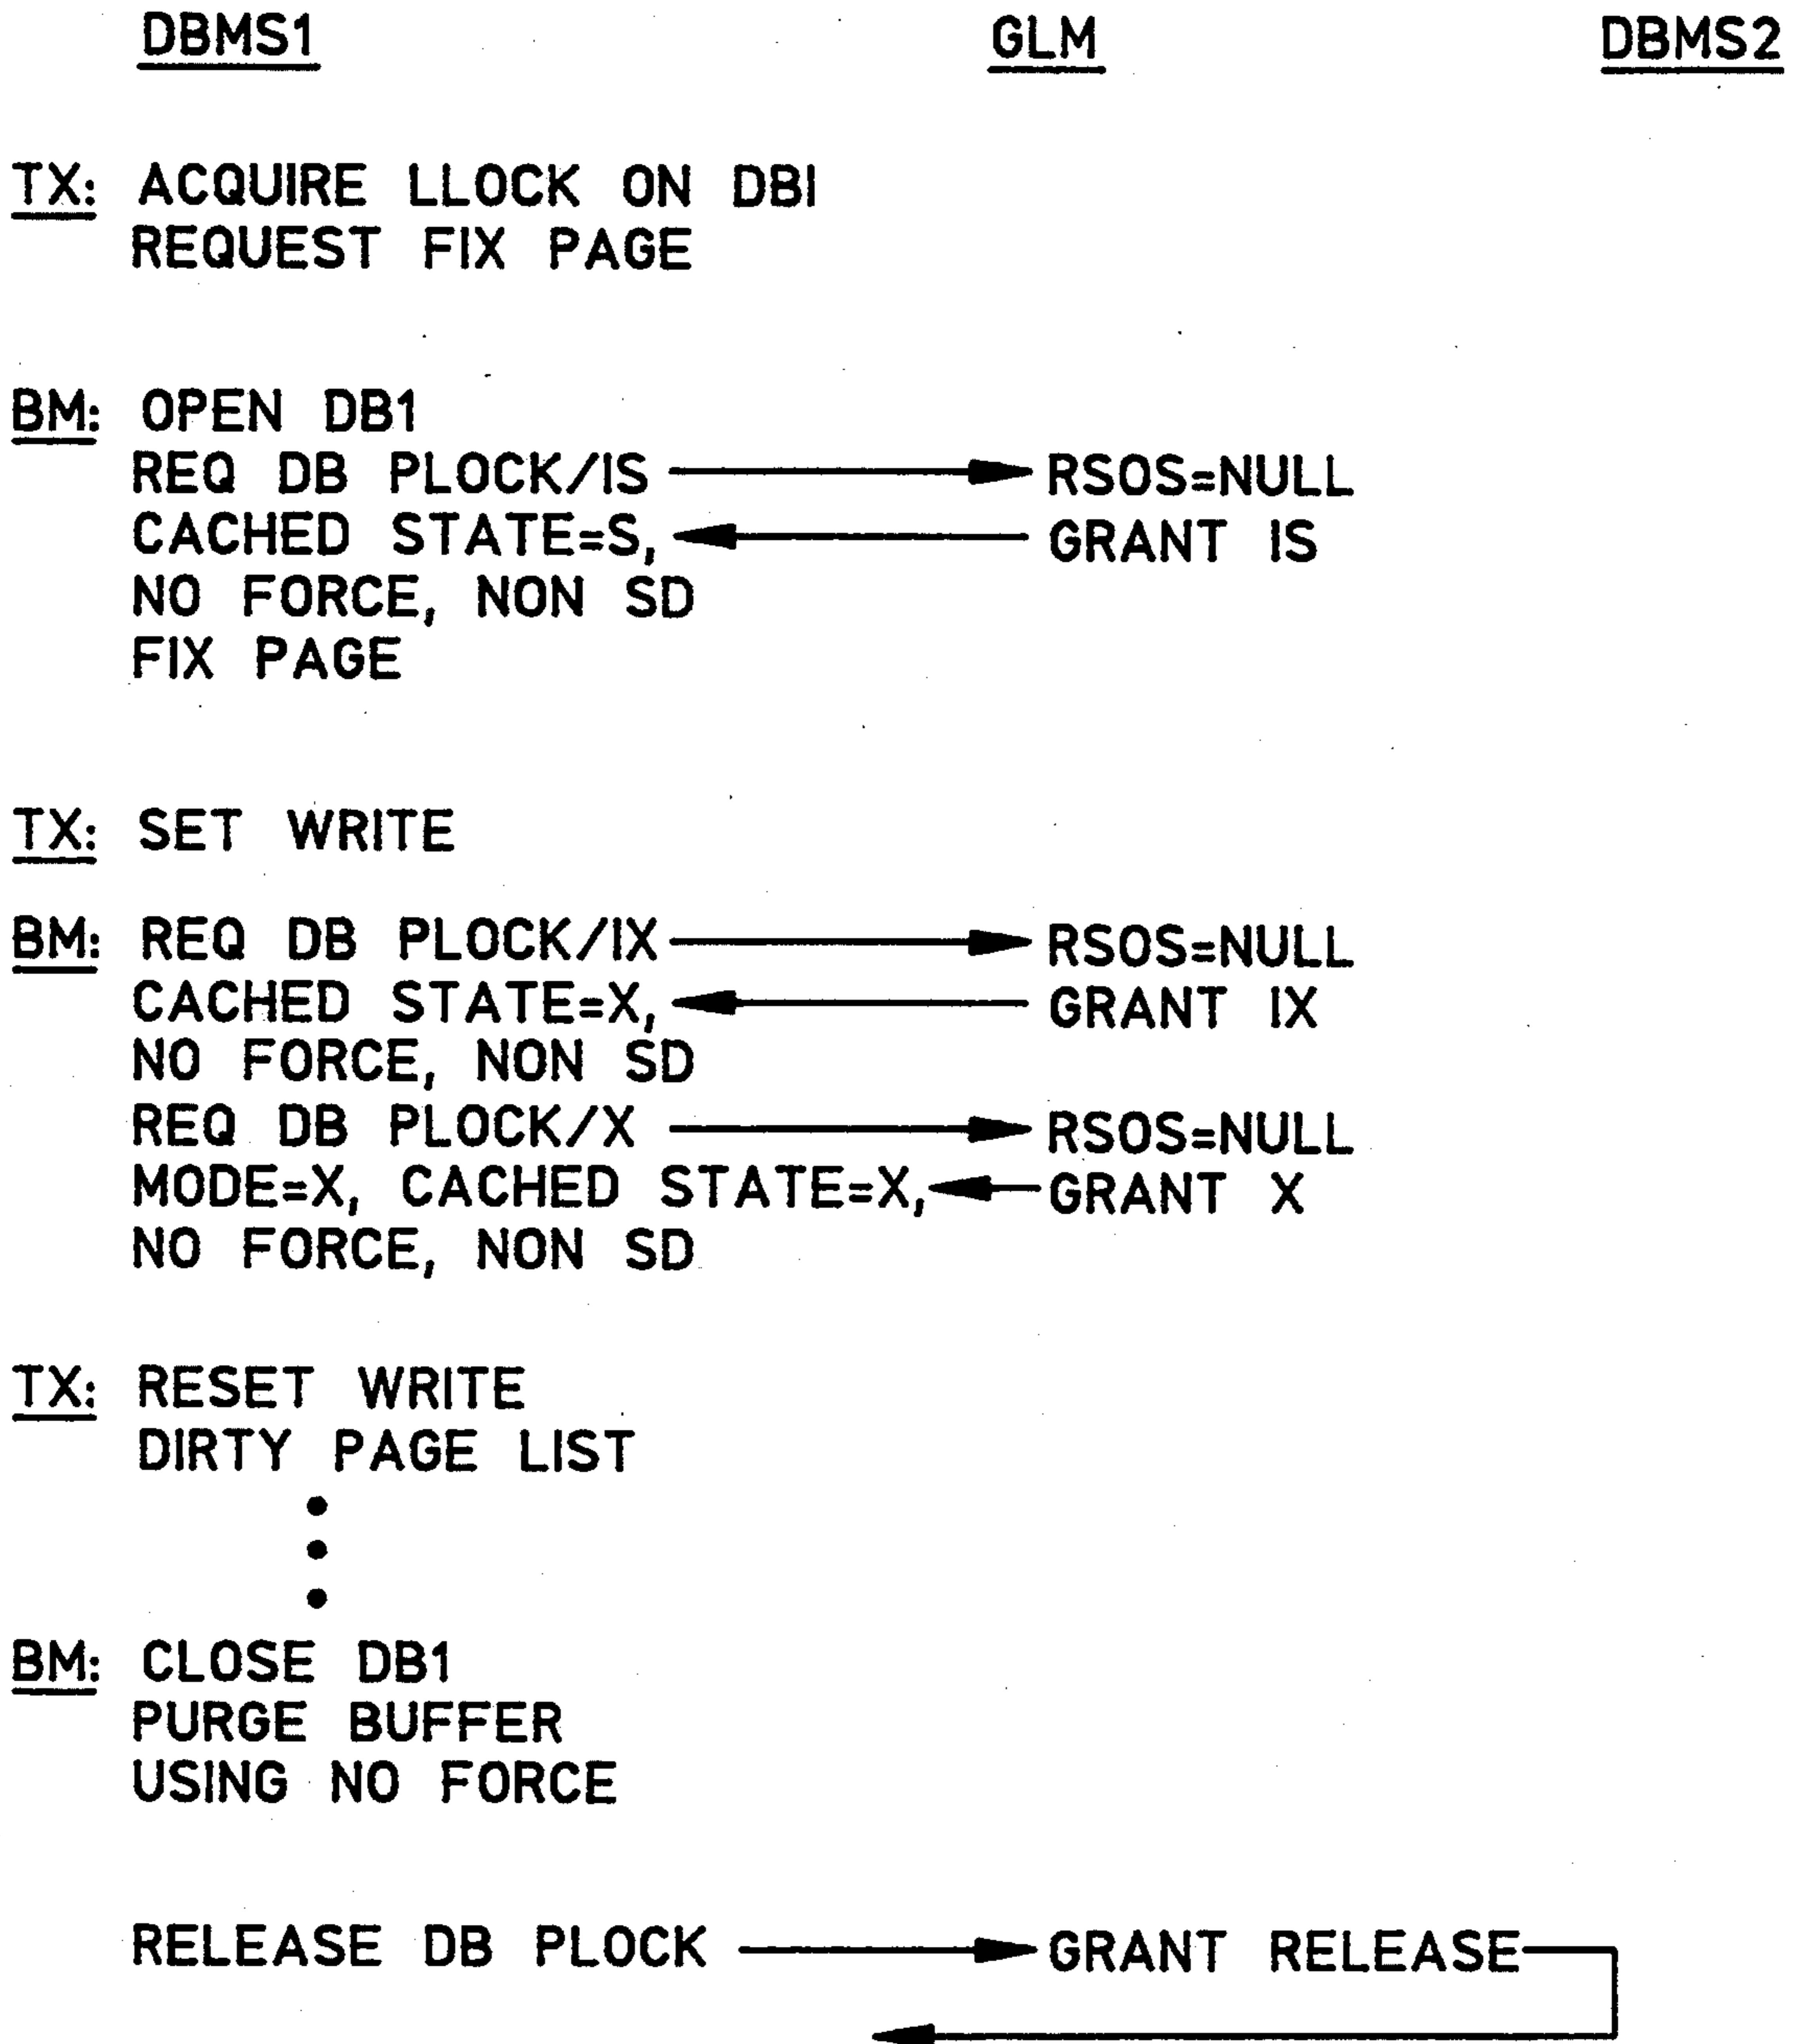 DBMS1 GLM DBMS2
TX: ACQUIRE LLOCK ON DBI
REQUEST FIX PAGE
BM: OPEN DB1
REQ DB PLOCK/IS RSOS=NULL
CACHED STATE=S, GRANT IS
NO FORCE, NON SD
FIX PAGE
TX: SET WRITE
BM: REQ DB PLOCK/IX RSOS=NULL
CACHED STATE=X, GRANT IX
NO FORCE, NON SD
REQ DB PLOCK/X RSOS=NULL
MODE=X, CACHED STATE=X, GRANT X
NO FORCE, NON SD
TX: RESET WRITE
DIRTY PAGE LIST
BM: CLOSE DB1
PURGE BUFFER
USING NO FORCE
RELEASE DB PLOCK GRANT RELEASE